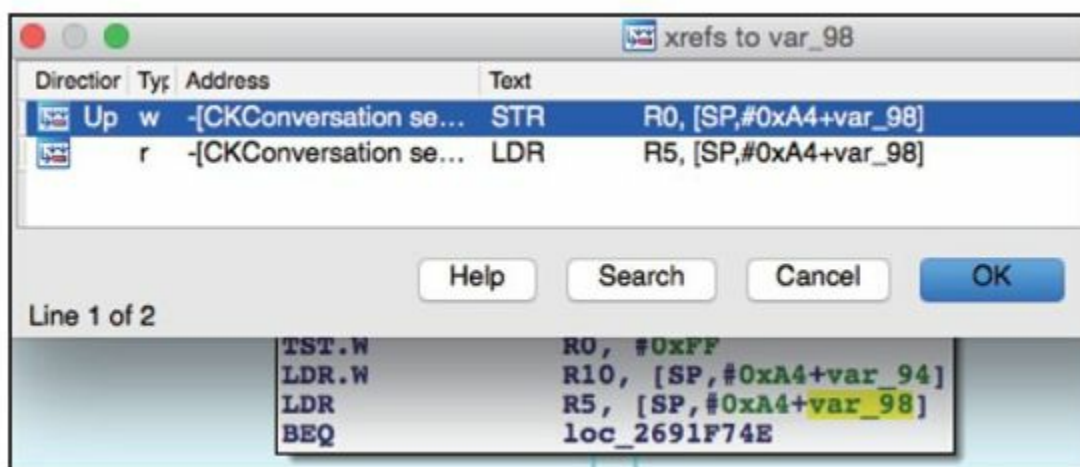 xrefs to var_98
Directior Typ Address Text
Up w -[CKConversation se... STR R0, [SP,#0xA4+var_98]
r -[CKConversation se... LDR R5, [SP,#0xA4+var_98]
Help Search Cancel OK
Line 1 of 2
TST.W R0, #0xFF
LDR.W R10, [SP,#0xA4+var_94]
LDR R5, [SP,#0xA4+var_98]
BEQ loc_2691F74E